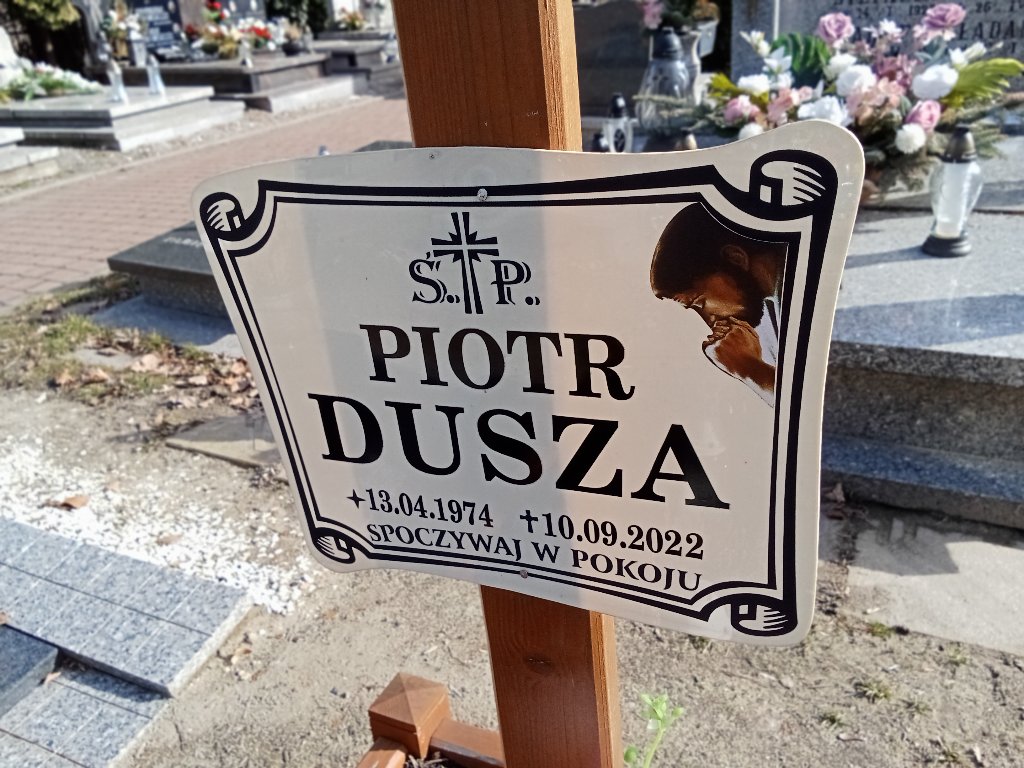 Ś.†P.
PIOTR
DUSZA
✦13.04.1974 ✝10.09.2022
SPOCZYWAJ W POKOJU